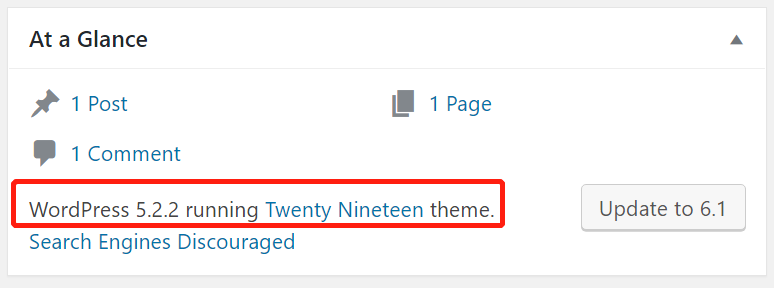 At a Glance
1 Post
1 Page
1 Comment
WordPress 5.2.2 running Twenty Nineteen theme.
Update to 6.1
Search Engines Discouraged